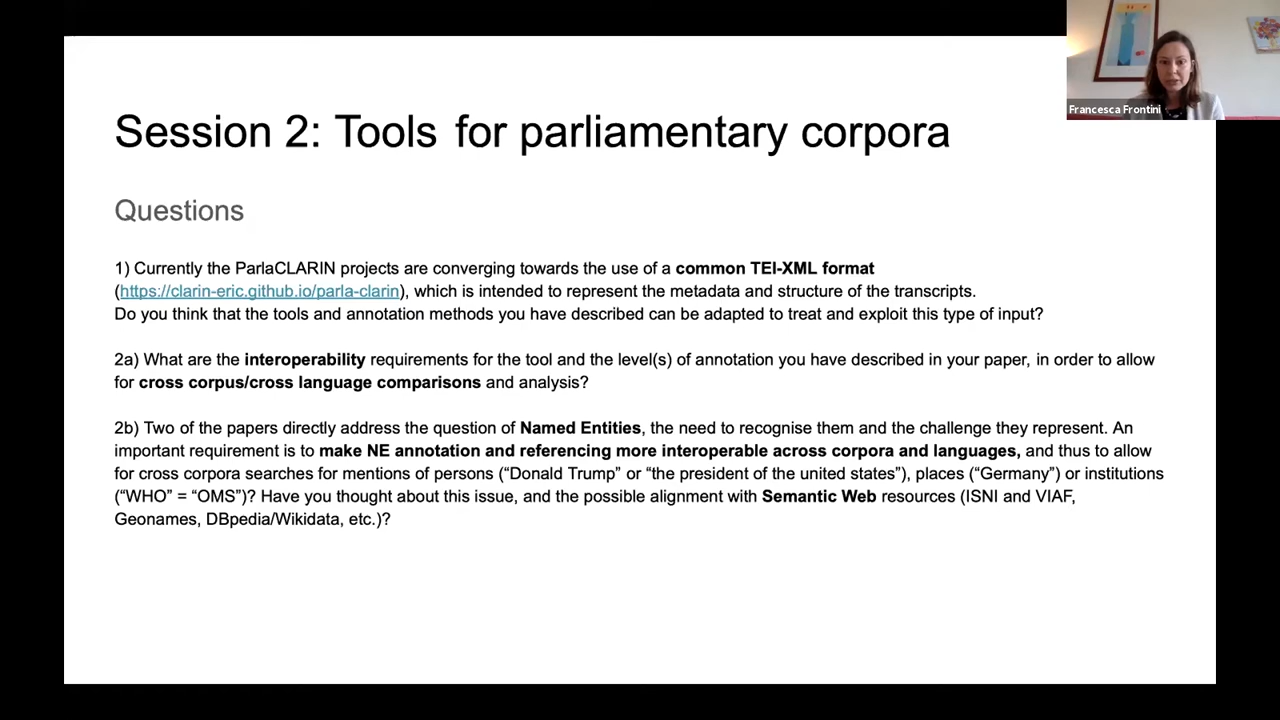 Session 2: Tools for parliamentary corpora
Francesca Frontini
Questions
1) Currently the ParlaCLARIN projects are converging towards the use of a common TEI-XML format
(https://clarin-eric.github.io/parla-clarin), which is intended to represent the metadata and structure of the transcripts.
Do you think that the tools and annotation methods you have described can be adapted to treat and exploit this type of input?
2a) What are the interoperability requirements for the tool and the level(s) of annotation you have described in your paper, in order to allow
for cross corpus/cross language comparisons and analysis?
2b) Two of the papers directly address the question of Named Entities, the need to recognise them and the challenge they represent. An
important requirement is to make NE annotation and referencing more interoperable across corpora and languages, and thus to allow
for cross corpora searches for mentions of persons (“Donald Trump” or “the president of the united states”), places (“Germany”) or institutions
(“WHO” = “OMS”)? Have you thought about this issue, and the possible alignment with Semantic Web resources (ISNI and VIAF,
Geonames, DBpedia/Wikidata, etc.)?